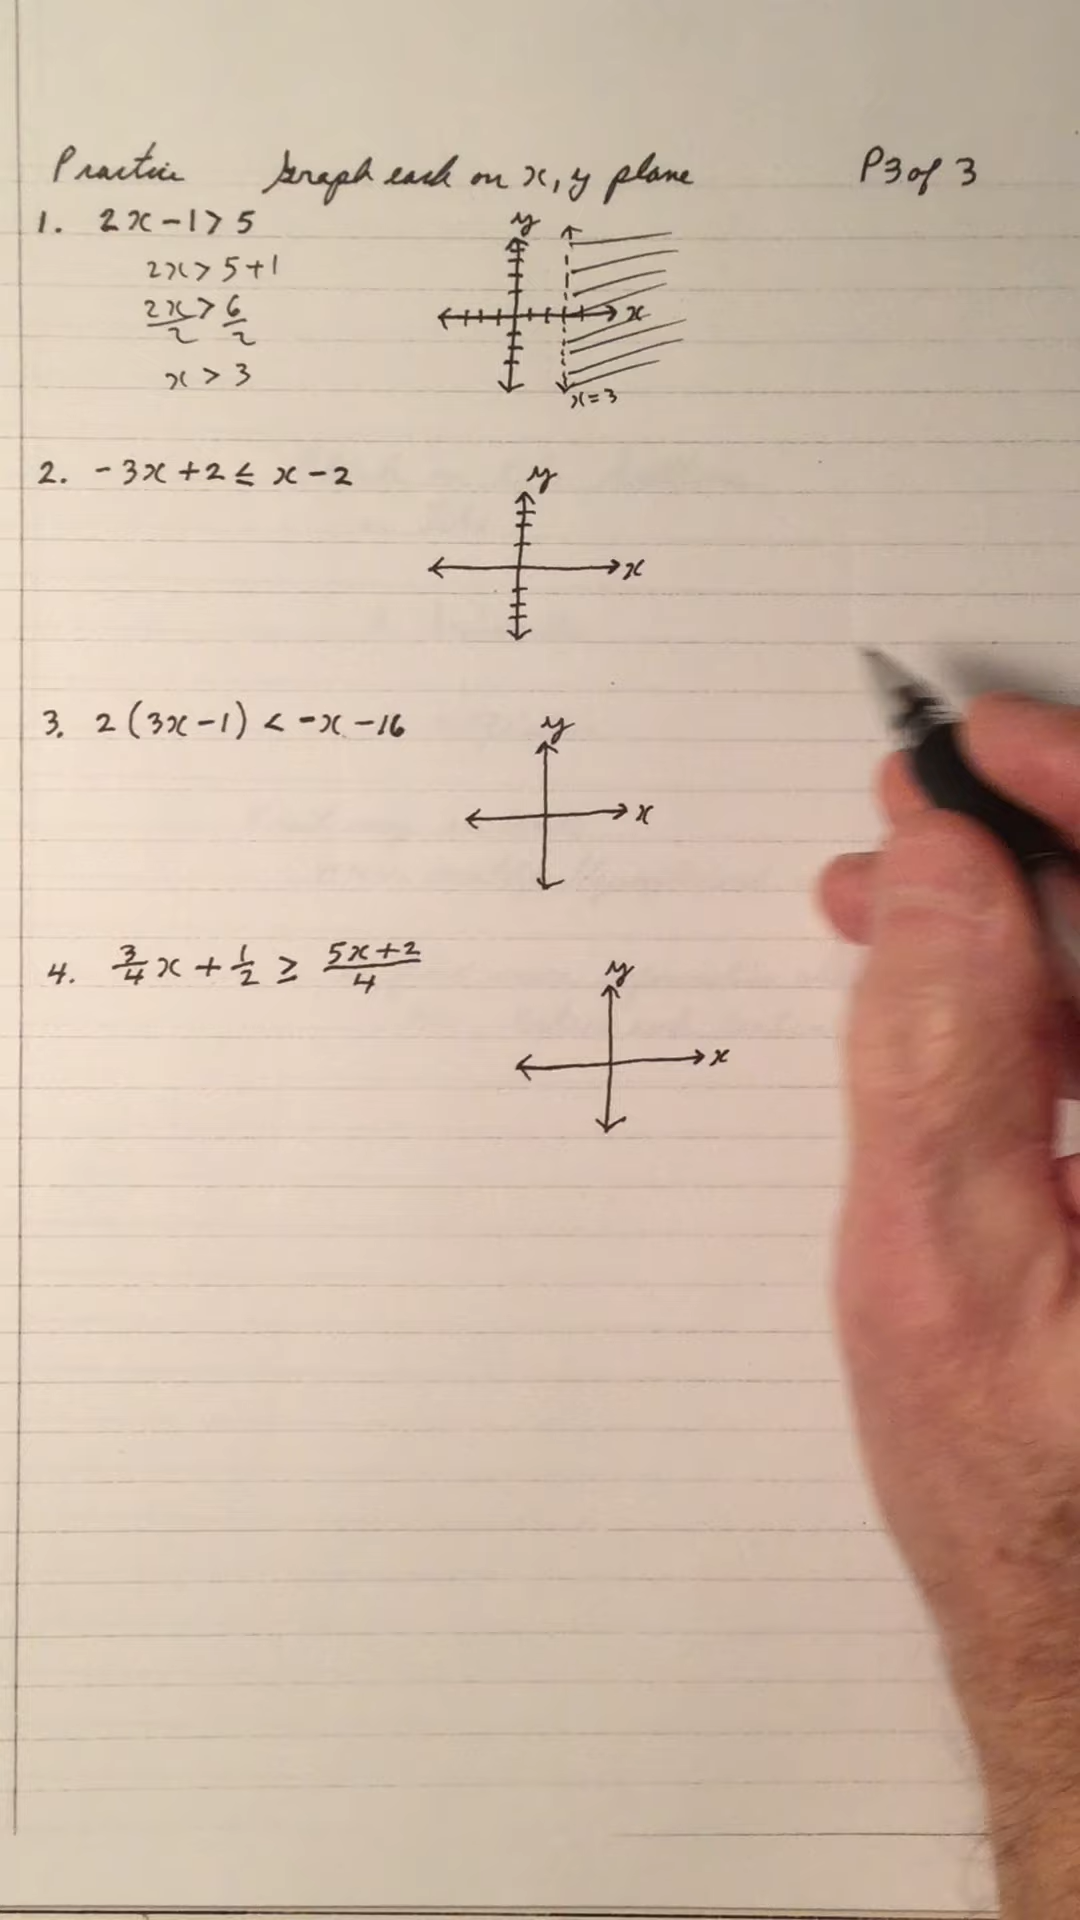 Practice Graph each on x, y plane P3 of 3
1. 2x - 1 > 5
2x > 5 + 1
2x/2 > 6/2
x > 3
y
x
x = 3
2. -3x + 2 ≤ x - 2
y
x
3. 2(3x - 1) < -x - 16
y
x
4. 3/4 x + 1/2 ≥ (5x + 2)/4
y
x